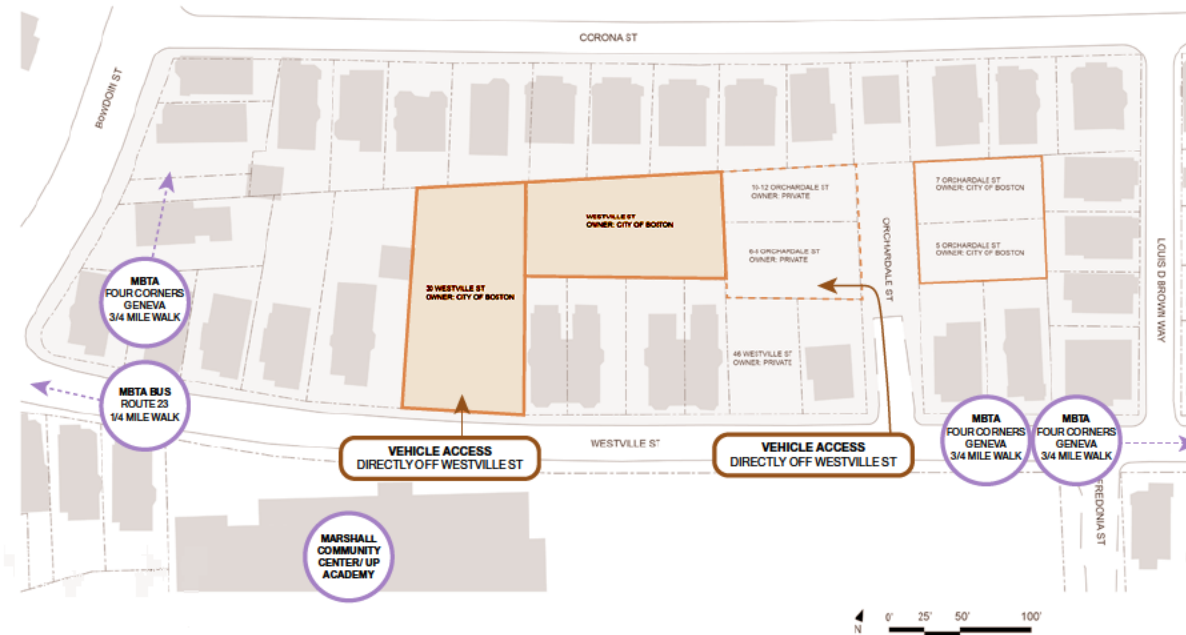 CORONA ST
BOWDOIN ST
WESTVILLE ST
OWNER: CITY OF BOSTON
10-12 ORCHARDALE ST
OWNER: PRIVATE
7 ORCHARDALE ST
OWNER: CITY OF BOSTON
ORCHARDALE ST
LOUIS D BROWN WAY
OWNER: PRIVATE
5 ORCHARDALE ST
OWNER: CITY OF BOSTON
MBTA
FOUR CORNERS
GENEVA
3/4 MILE WALK
30 WESTVILLE ST
OWNER: CITY OF BOSTON
46 WESTVILLE ST
OWNER: PRIVATE
MBTA BUS
ROUTE 23
1/4 MILE WALK
VEHICLE ACCESS
DIRECTLY OFF WESTVILLE ST
WESTVILLE ST
VEHICLE ACCESS
DIRECTLY OFF WESTVILLE ST
MBTA
FOUR CORNERS
GENEVA
3/4 MILE WALK
MBTA
FOUR CORNERS
GENEVA
3/4 MILE WALK
FREDONIA ST
MARSHALL
COMMUNITY
CENTER/ UP
ACADEMY
N
0'
25'
50'
100'